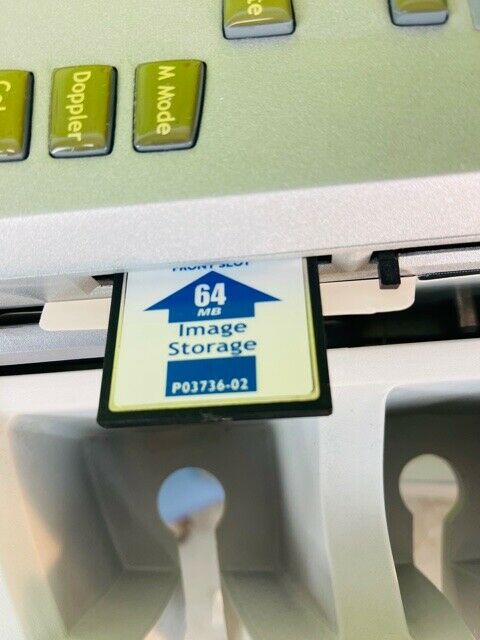 Doppler
M Mode
FRONT SLOT
64
MB
Image
Storage
P03736-02